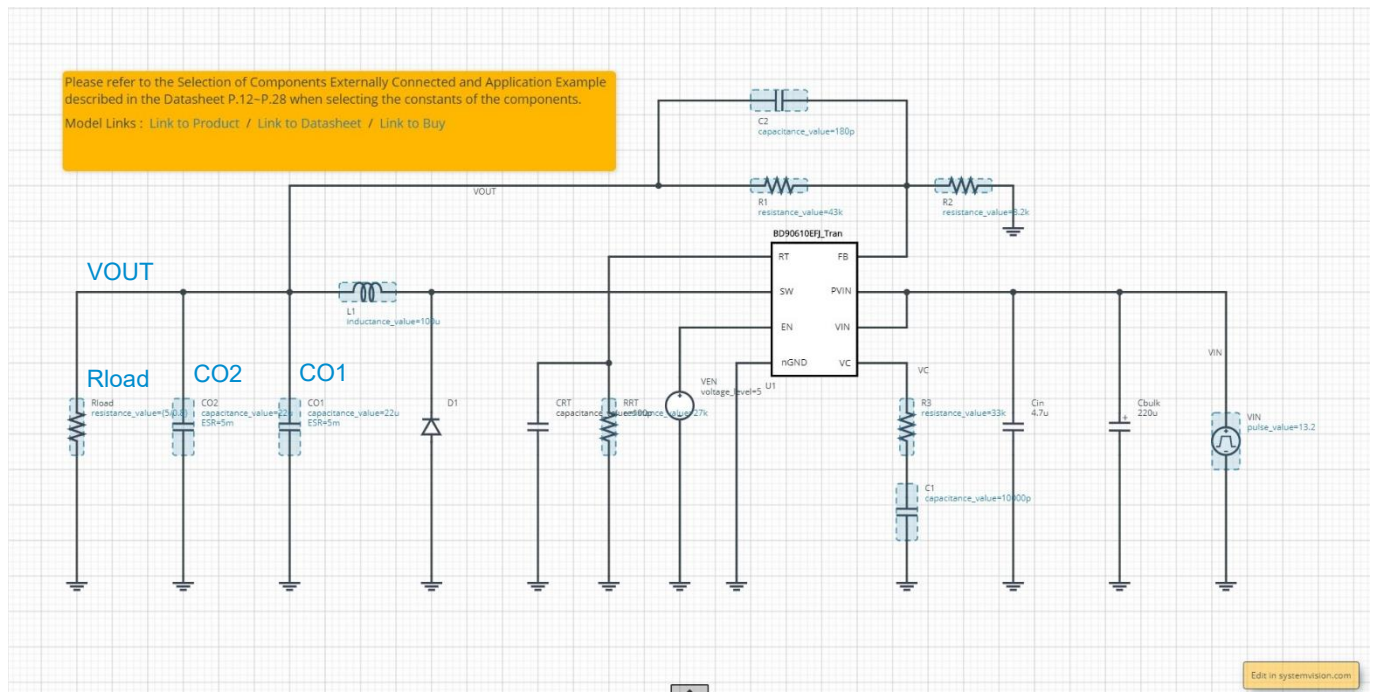 Please refer to the Selection of Components Externally Connected and Application Example
described in the Datasheet P.12~P.28 when selecting the constants of the components.
Model Links : Link to Product / Link to Datasheet / Link to Buy
C2
capacitance_value=180p
VOUT
R1
resistance_value=43k
R2
BD90610EFJ_Tran
RT
FB
VOUT
SW
PVIN
L1
EN
VIN
nGND
VC
VC
VIN
U1
VEN
voltage_level=5
Rload
CO2
CO1
Rload
CO2
ESR=5m
CO1
capacitance_value=22u
ESR=5m
D1
CRT
RRT
R3
resistance_value=33k
Cin
4.7u
Cbulk
220u
+
VIN
pulse_value=13.2
C1
Edit in systemvision.com